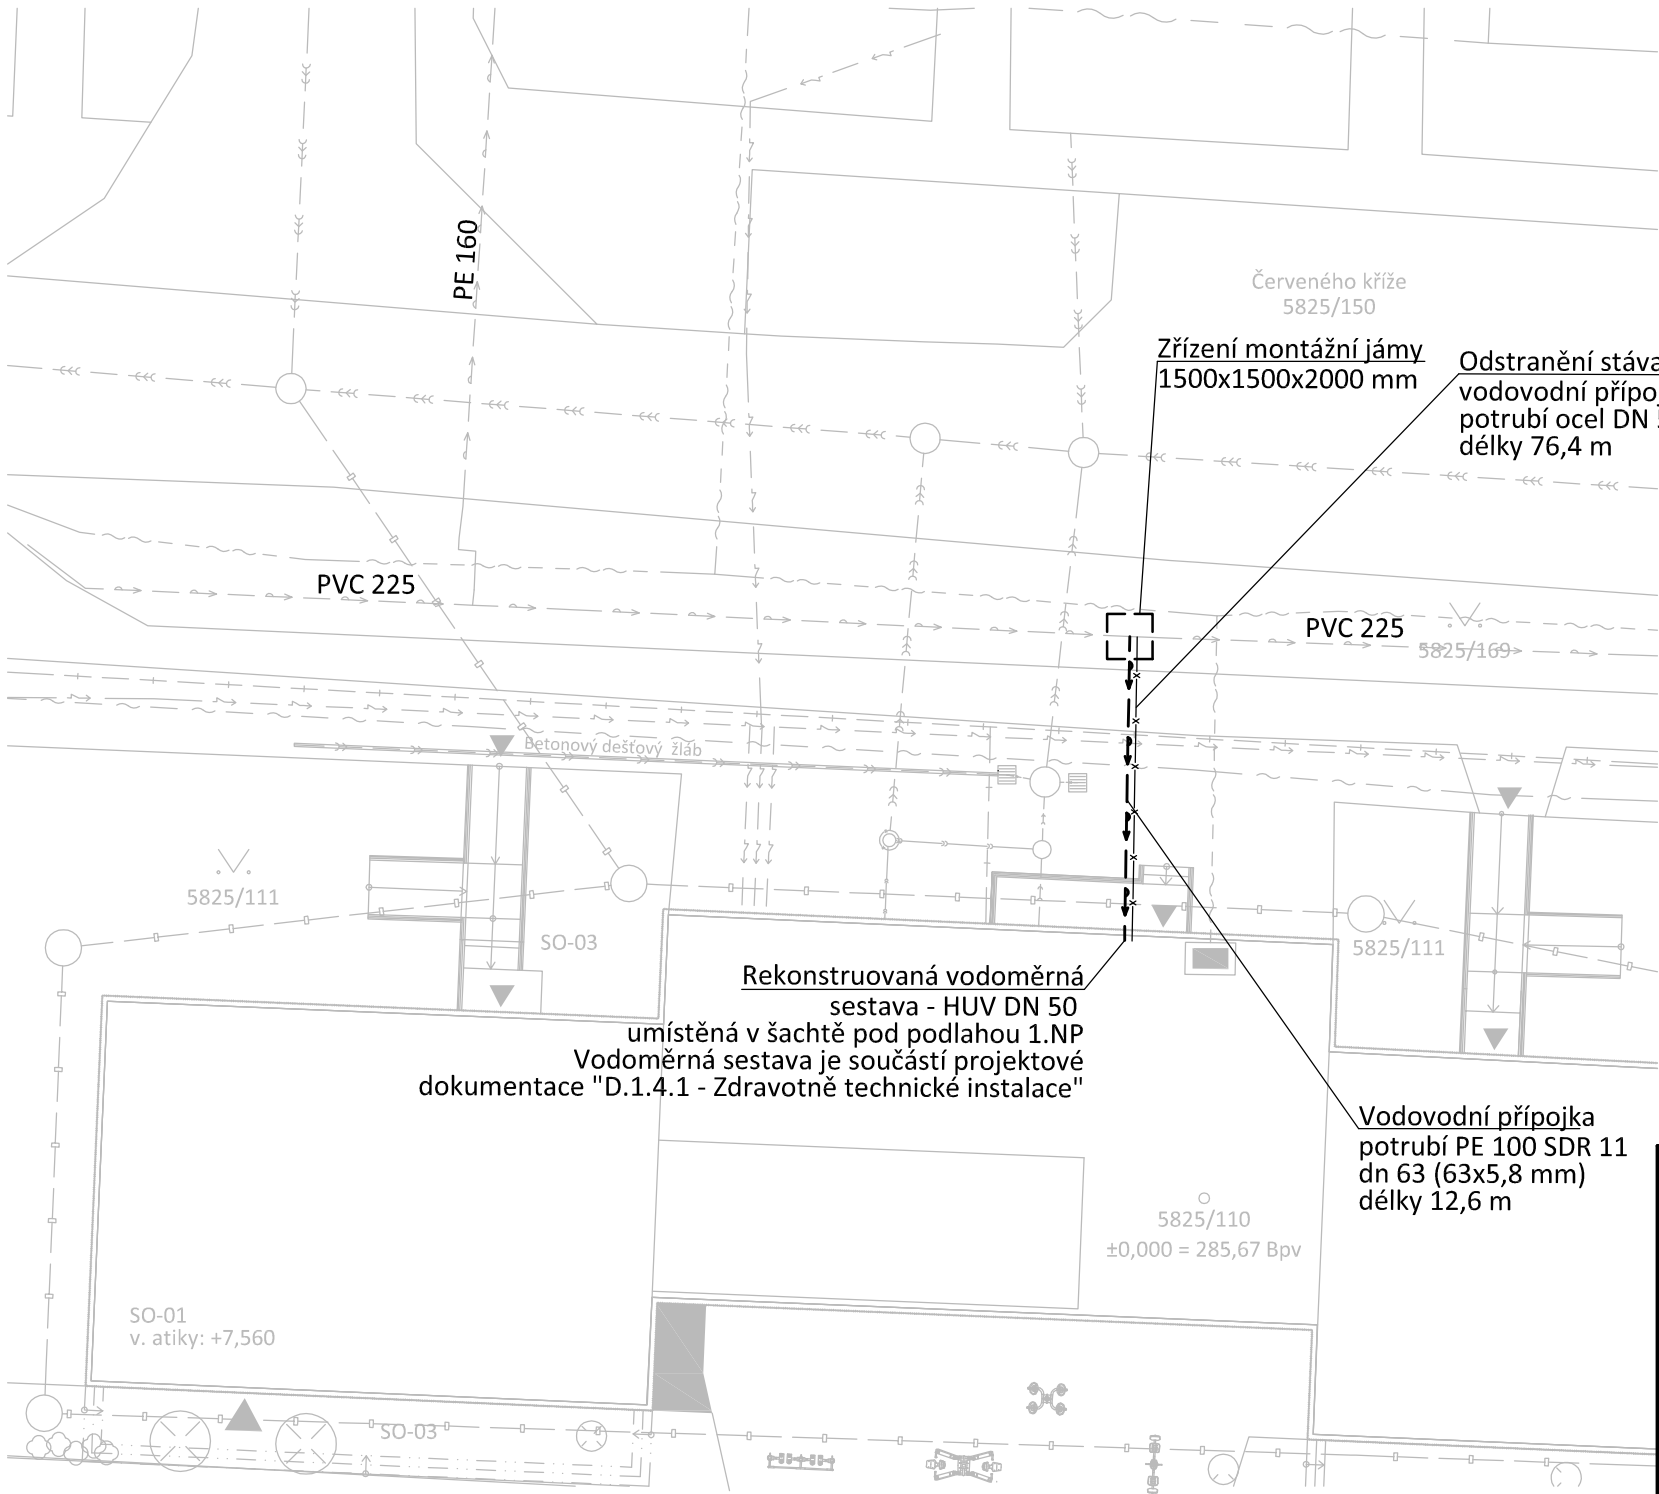 PE 160
Červeného kříže
5825/150
Zřízení montážní jámy
1500x1500x2000 mm
Odstranění
vodovodní
potrubí ocel DN
délky 76,4 m
PVC 225
PVC 225
5825/169
Betonový dešťový žláb
5825/111
SO-03
5825/111
Rekonstruovaná vodoměrná
sestava - HUV DN 50
umístěná v šachtě pod podlahou 1.NP
Vodoměrná sestava je součástí projektové
dokumentace "D.1.4.1 - Zdravotně technické instalace"
Vodovodní přípojka
potrubí PE 100 SDR 11
dn 63 (63x5,8 mm)
délky 12,6 m
5825/110
±0,000 = 285,67 Bpv
SO-01
v. atiky: +7,560
SO-03